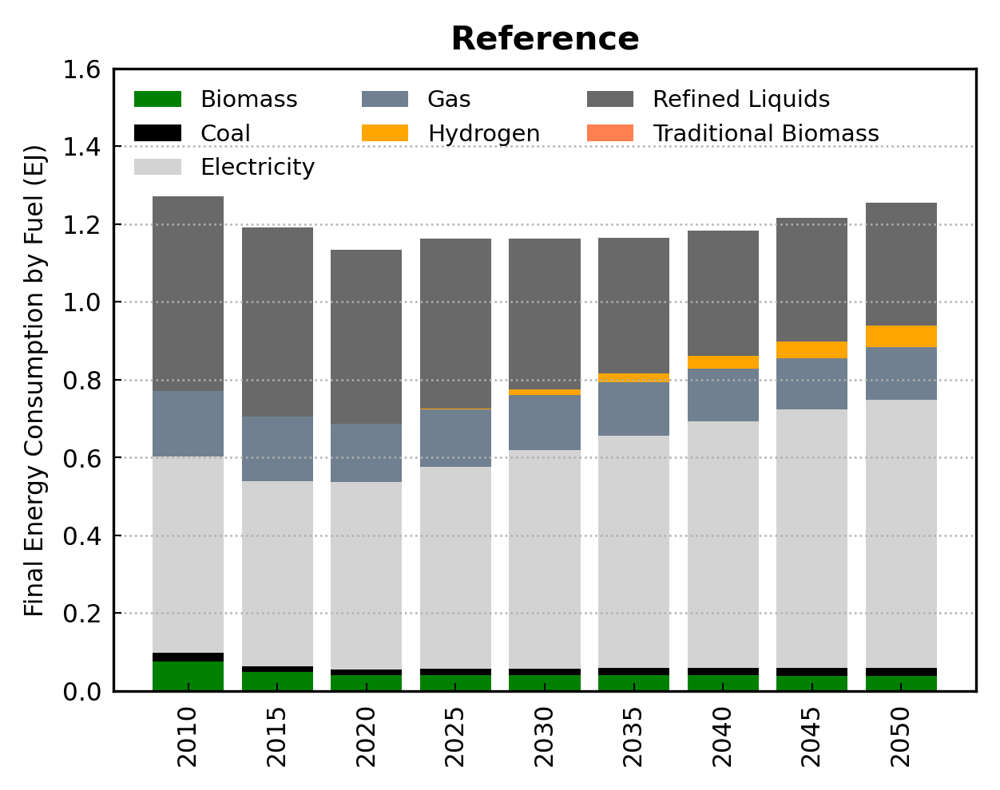 Reference
Final Energy Consumption by Fuel (EJ)
1.6
1.4
1.2
1.0
0.8
0.6
0.4
0.2
0.0
Biomass
Coal
Electricity
Gas
Hydrogen
Refined Liquids
Traditional Biomass
2010
2015
2020
2025
2030
2035
2040
2045
2050